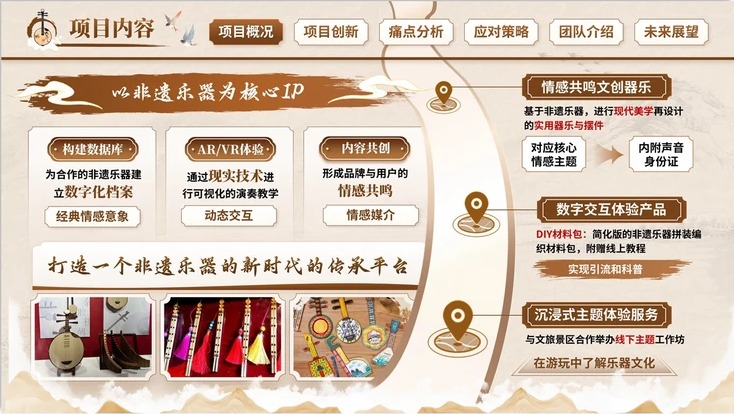 项目内容
项目概况
项目创新
痛点分析
应对策略
团队介绍
未来展望
以非遗乐器为核心IP
构建数据库
为合作的非遗乐器建
立数字化档案
经典情感意象
AR/VR体验
通过现实技术进
行可视化的演奏教学
动态交互
内容共创
形成品牌与用户的
情感共鸣
情感媒介
打造一个非遗乐器的新时代的传承平台
情感共鸣文创器乐
基于非遗乐器，进行现代美学再设计
的实用器乐与摆件
对应核心
情感主题
内附声音
身份证
数字交互体验产品
DIY材料包：简化版的非遗乐器拼装编
织材料包，附赠线上教程
实现引流和科普
沉浸式主题体验服务
与文旅景区合作举办线下主题工作坊
在游玩中了解乐器文化